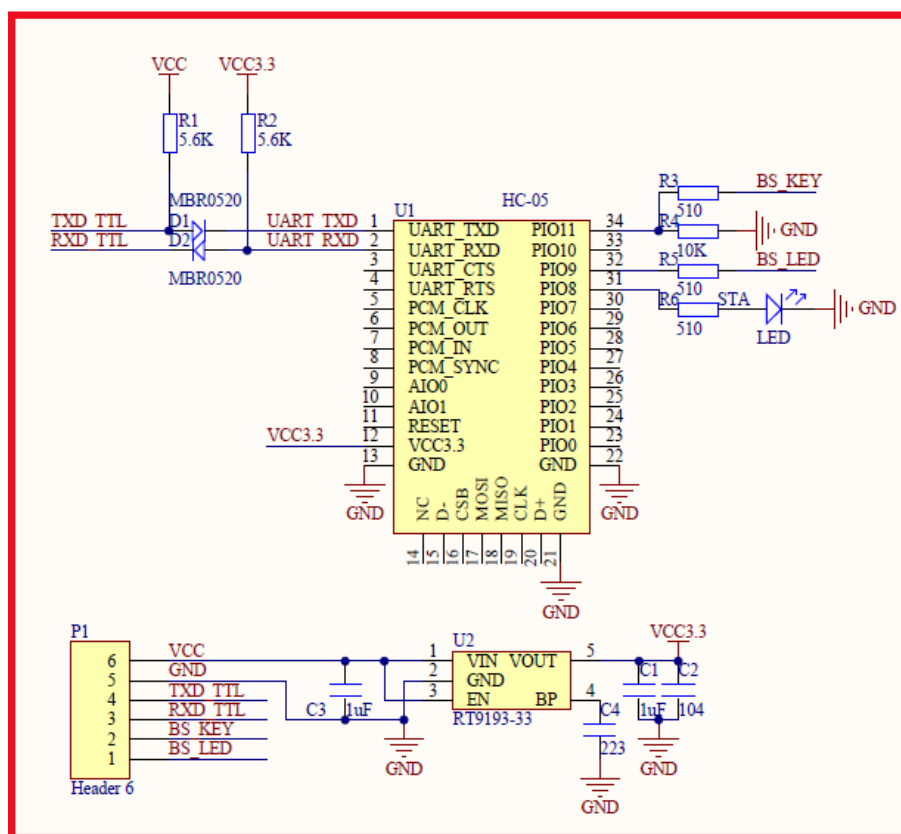 VCC VCC3.3
R1 R2
5.6K 5.6K
MBR0520
TXD_TTL D1 UART_TXD
RXD_TTL D2 UART_RXD
MBR0520
U1 HC-05
1 UART_TXD PIO11 34
2 UART_RXD PIO10 33
3 UART_CTS PIO9 32
4 UART_RTS PIO8 31
5 PCM_CLK PIO7 30
6 PCM_OUT PIO6 29
7 PCM_IN PIO5 28
8 PCM_SYNC PIO4 27
9 AIO0 PIO3 26
10 AIO1 PIO2 25
11 RESET PIO1 24
VCC3.3 12 VCC3.3 PIO0 23
13 GND GND 22
GND GND
NC D- CSB MOSI MISO CLK D+ GND
14 15 16 17 18 19 20 21
GND
R3 BS_KEY
510
R4 GND
10K
R5 BS_LED
510
R6 STA
510 LED GND
P1
6 VCC
5 GND
4 TXD_TTL
3 RXD_TTL
2 BS_KEY
1 BS_LED
Header 6
U2
1 VIN VOUT 5
2 GND
3 EN BP 4
RT9193-33
C3 1uF
GND
VCC3.3
C1 C2
1uF 104
GND
C4
223
GND